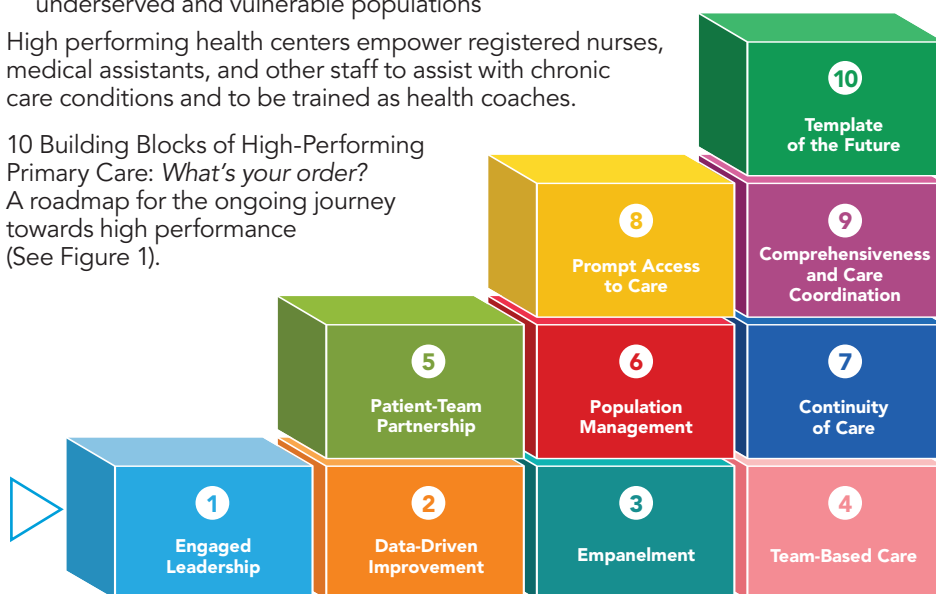 underserved and vulnerable populations
High performing health centers empower registered nurses,
medical assistants, and other staff to assist with chronic
care conditions and to be trained as health coaches.
10 Building Blocks of High-Performing
Primary Care: What's your order?
A roadmap for the ongoing journey
towards high performance
(See Figure 1).
10
Template
of the Future
8
Prompt Access
to Care
9
Comprehensiveness
and Care
Coordination
5
Patient-Team
Partnership
6
Population
Management
7
Continuity
of Care
1
Engaged
Leadership
2
Data-Driven
Improvement
3
Empanelment
4
Team-Based Care